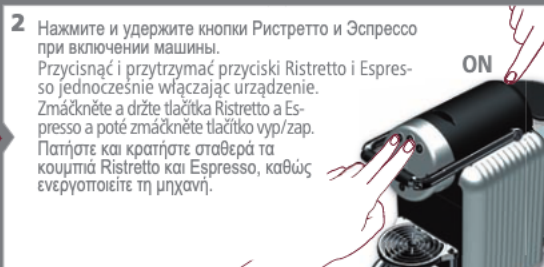 2 Нажмите и удержите кнопки Ристретто и Эспрессо
при включении машины.
Przycisnąć i przytrzymać przyciski Ristretto i Espres-
so jednocześnie włączając urządzenie.
Zmáčkněte a držte tlačítka Ristretto a Es-
presso a poté zmáčkněte tlačítko vyp/zap.
Πατήστε και κρατήστε σταθερά τα
κουμπιά Ristretto και Espresso, καθώς
ενεργοποιείτε τη μηχανή.
ON